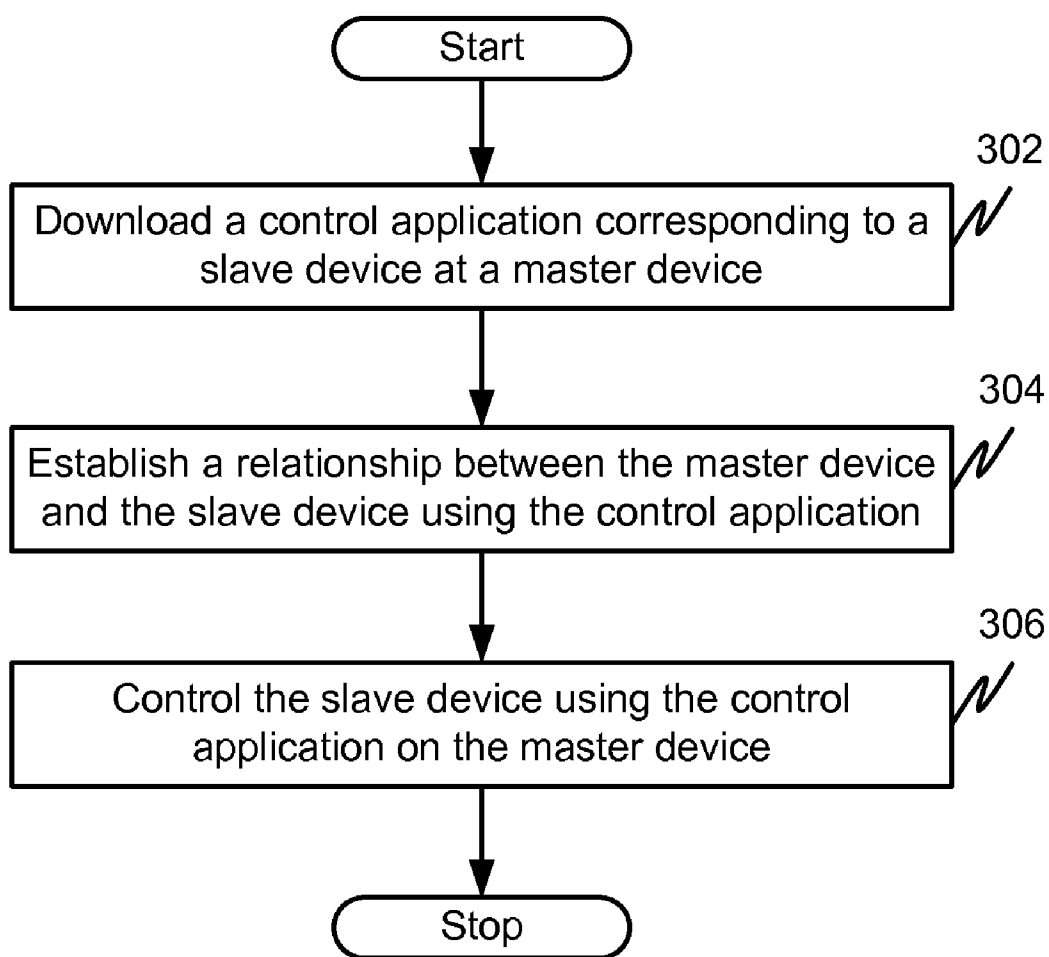 Start
302
Download a control application corresponding to a
slave device at a master device
304
Establish a relationship between the master device
and the slave device using the control application
306
Control the slave device using the control
application on the master device
Stop